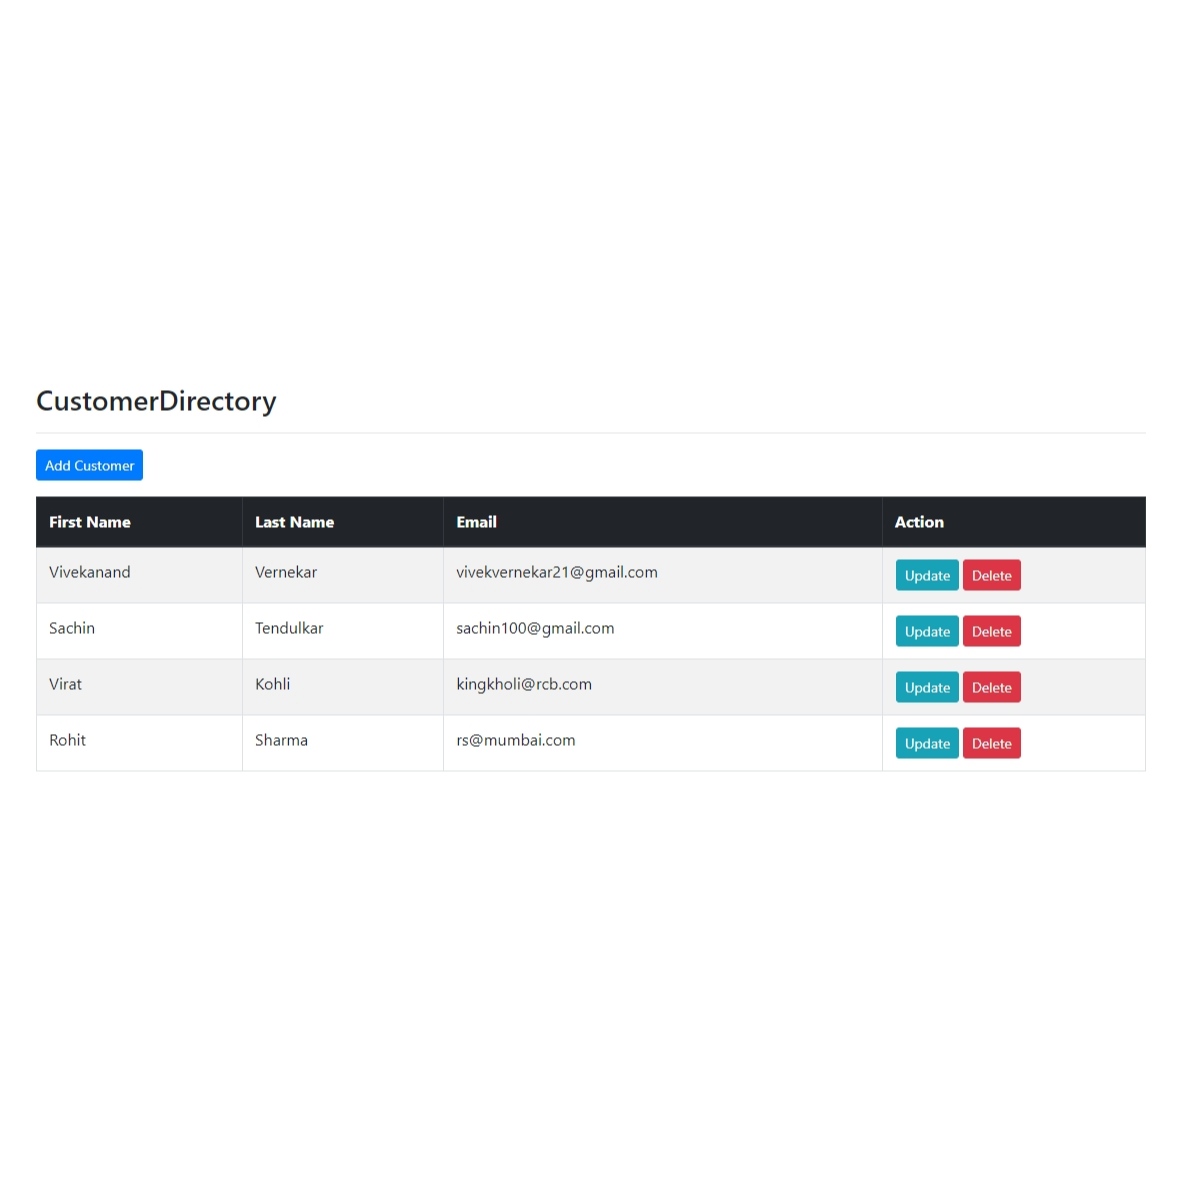 CustomerDirectory
Add Customer
First Name Last Name Email Action
Vivekanand Vernekar vivekvernekar21@gmail.com Update Delete
Sachin Tendulkar sachin100@gmail.com Update Delete
Virat Kohli kingkholi@rcb.com Update Delete
Rohit Sharma rs@mumbai.com Update Delete